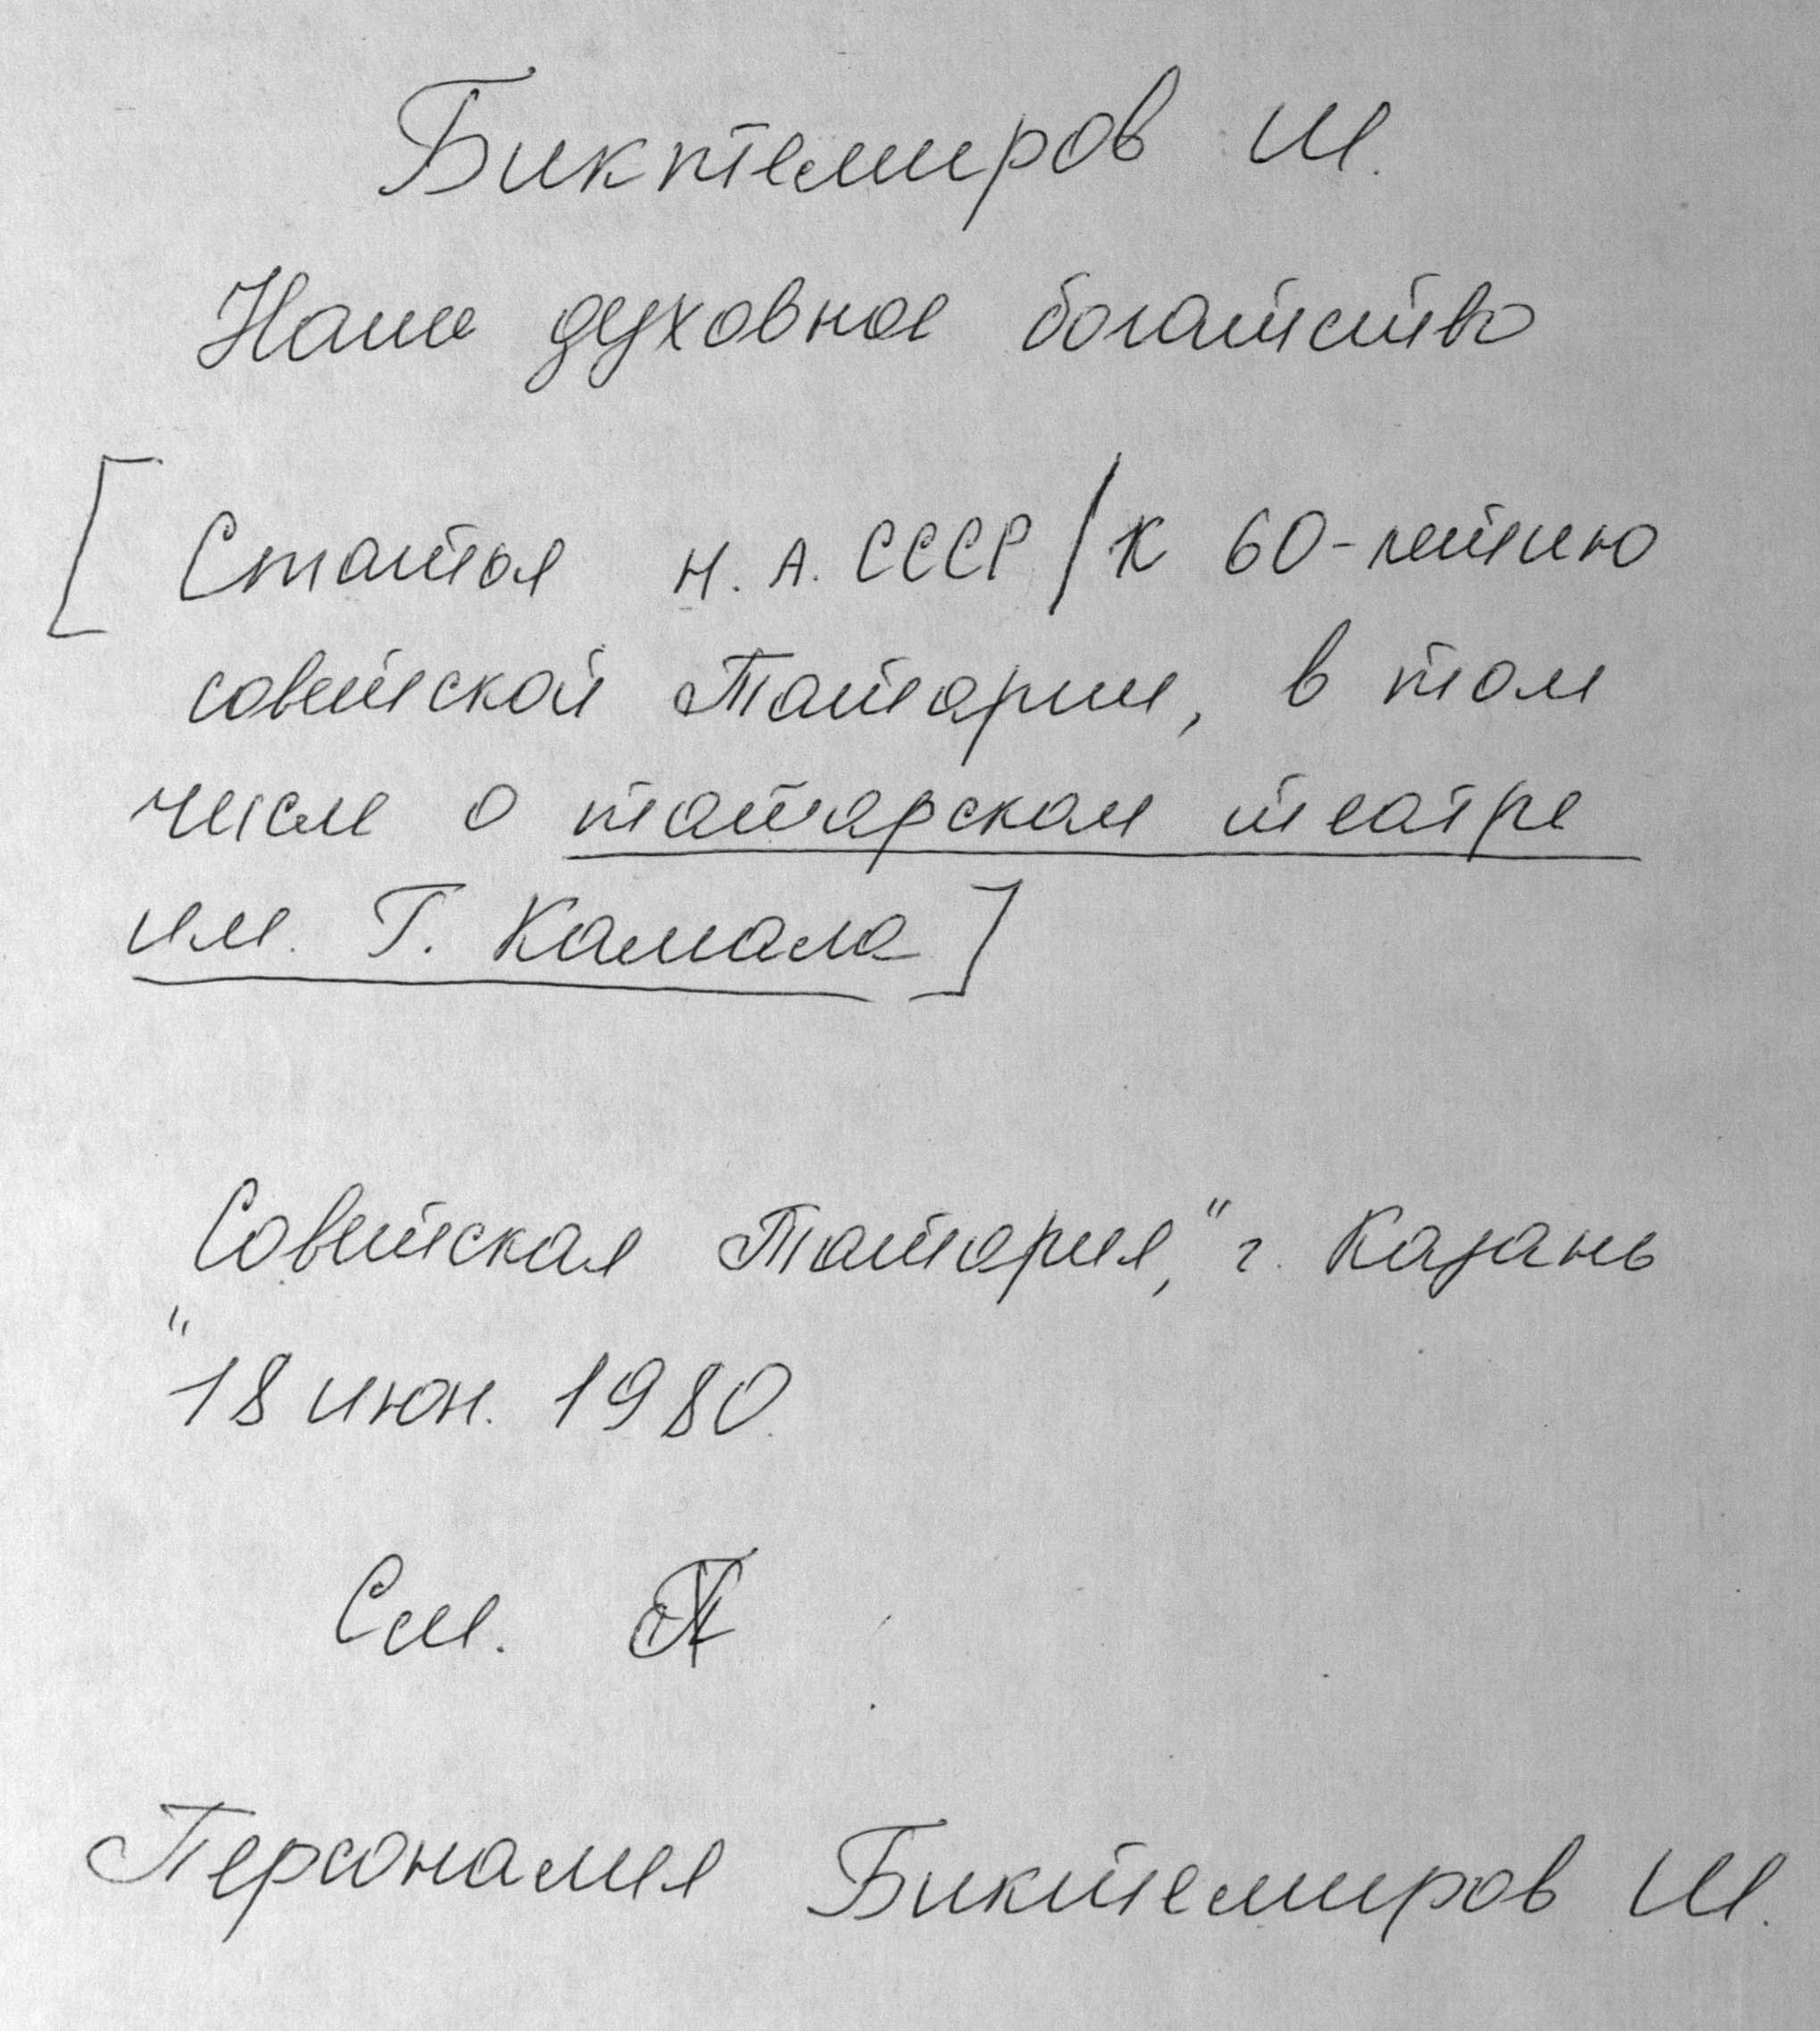 Биктемиров Ш.
Наше духовное богатство
[Статья н. а. СССР / К 60-летию
советской Татарии, в том
числе о татарском театре
им. Г. Камала]
Советская Татария," г. Казань
"18 июн. 1980.
См.
Персоналия Биктемиров Ш.